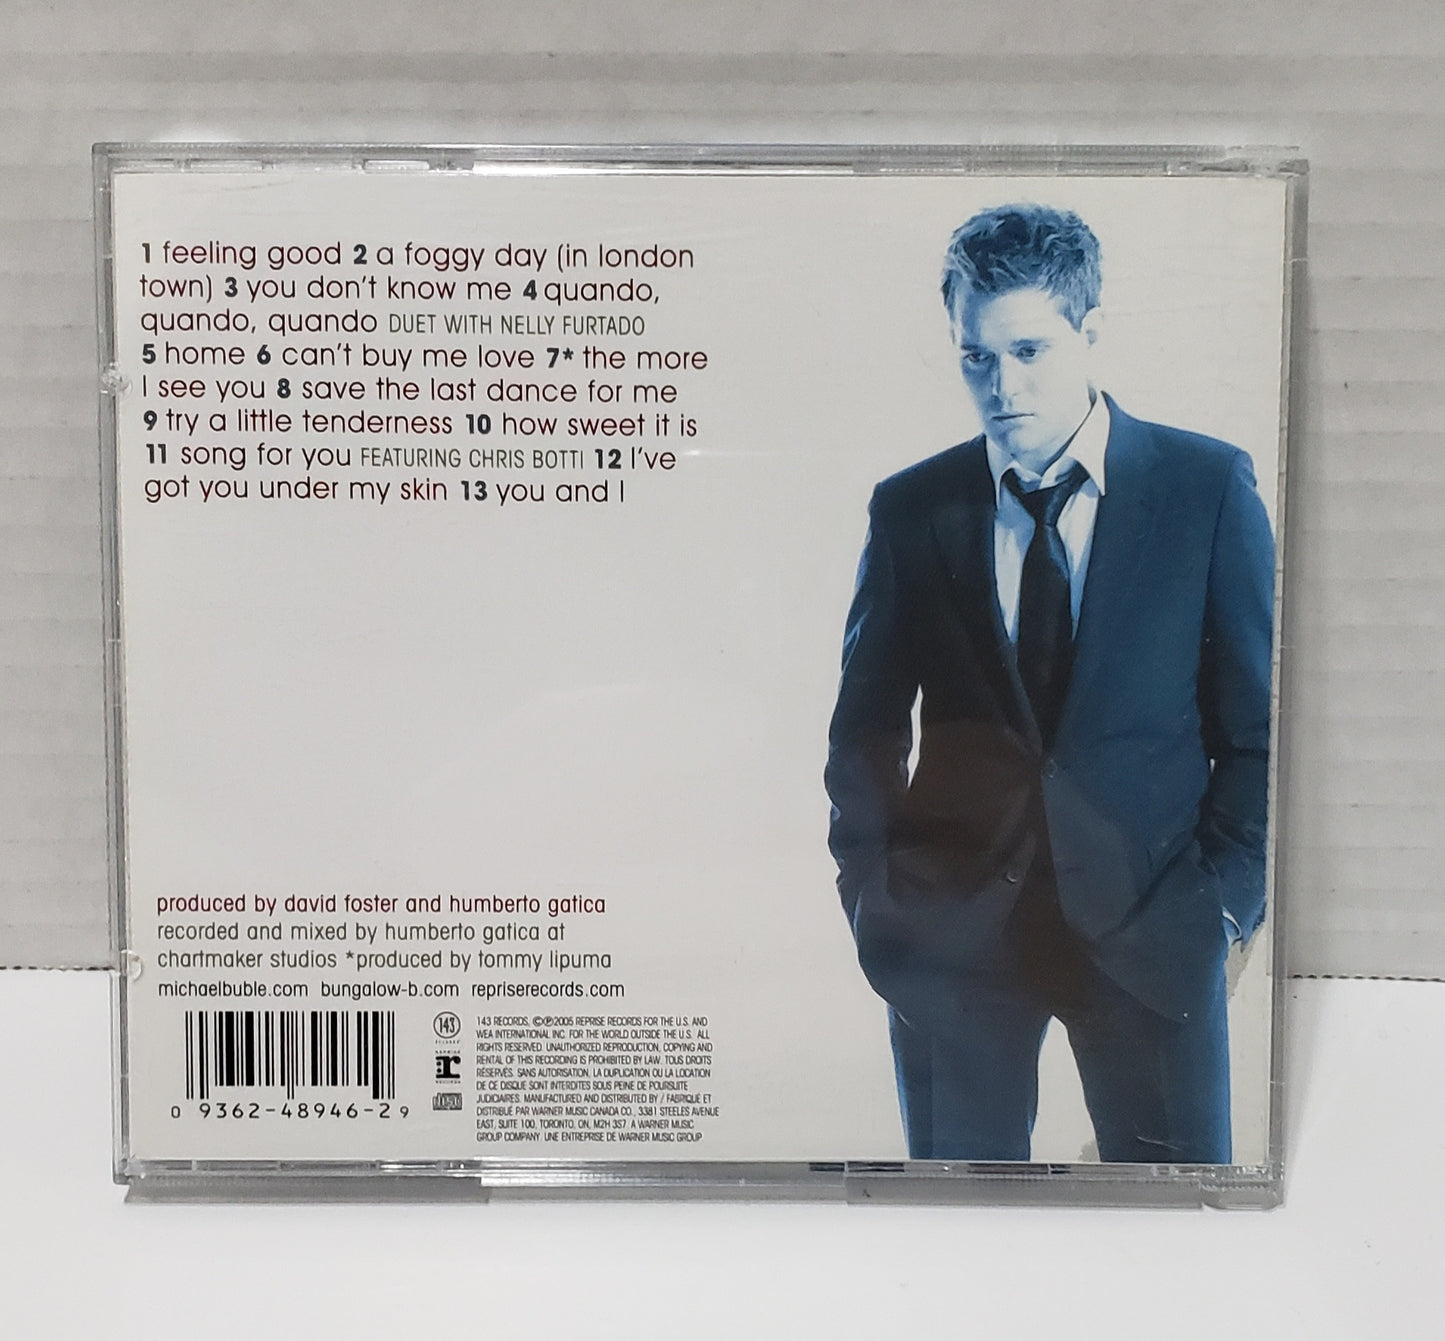 1 feeling good 2 a foggy day (in london
town) 3 you don't know me 4 quando,
quando, quando DUET WITH NELLY FURTADO
5 home 6 can't buy me love 7* the more
I see you 8 save the last dance for me
9 try a little tenderness 10 how sweet it is
11 song for you FEATURING CHRIS BOTTI 12 I've
got you under my skin 13 you and I
produced by david foster and humberto gatica
recorded and mixed by humberto gatica at
chartmaker studios *produced by tommy lipuma
michaelbuble.com bungalow-b.com repriserecords.com
0 9362-48946-2 9
143
r
143 RECORDS, ©℗2005 REPRISE RECORDS FOR THE U.S. AND
WEA INTERNATIONAL INC. FOR THE WORLD OUTSIDE THE U.S. ALL
RIGHTS RESERVED. UNAUTHORIZED REPRODUCTION, COPYING AND
RENTAL OF THIS RECORDING IS PROHIBITED BY LAW. TOUS DROITS
RÉSERVÉS. SANS AUTORISATION, LA DUPLICATION OU LA LOCATION
DE CE DISQUE SONT INTERDITES SOUS PEINE DE POURSUITE
JUDICIAIRES. MANUFACTURED AND DISTRIBUTED BY / FABRIQUÉ ET
DISTRIBUÉ PAR WARNER MUSIC CANADA CO., 3381 STEELES AVENUE
EAST, SUITE 100, TORONTO, ON, M2H 3S7. A WARNER MUSIC
GROUP COMPANY. UNE ENTREPRISE DE WARNER MUSIC GROUP